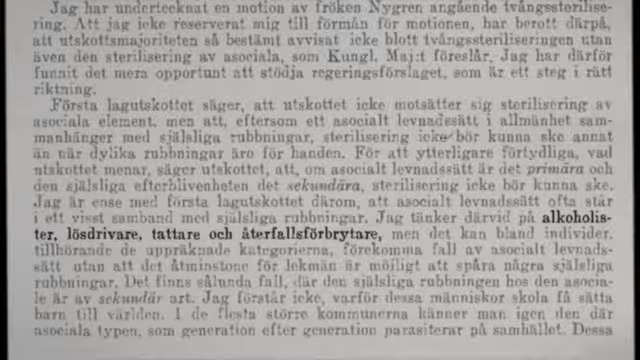 Jag har undertecknat en motion av fröken Nygren angående tvångssterilise-
ring. Att jag icke reserverat mig till förmån för motionen, har berott därpå,
att utskottsmajoriteten så bestämt avvisat icke blott tvångssteriliseringen utan
även den sterilisering av asociala, som Kungl. Maj:t föreslår. Jag har därför
funnit det mera opportunt att stödja regeringsförslaget, som är ett steg i rätt
riktning.
Första lagutskottet säger, att utskottet icke motsätter sig sterilisering av
asociala element, men att, eftersom ett asocialt levnadssätt i allmänhet sam-
manhänger med själsliga rubbningar, sterilisering icke bör kunna ske annat
än när dylika rubbningar äro för handen. För att ytterligare förtydliga, vad
utskottet menar, säger utskottet, att, om asocialt levnadssätt är det primära och
den själsliga efterblivenheten det sekundära, sterilisering icke bör kunna ske.
Jag är ense med första lagutskottet därom, att asocialt levnadssätt ofta står
i ett visst samband med själsliga rubbningar. Jag tänker därvid på alkoholis-
ter, lösdrivare, tattare och återfallsförbrytare, men det kan bland individer,
tillhörande de uppräknade kategorierna, förekomma fall av asocialt levnads-
sätt utan att det åtminstone för lekmän är möjligt att spåra några själsliga
rubbningar. Det finns sålunda fall, där den själsliga rubbningen hos den asocia-
le är av sekundär art. Jag förstår icke, varför dessa människor skola få sätta
barn till världen. I de flesta större kommunerna känner man igen den där
asociala typen, som generation efter generation parasiterar på samhället. Dessa